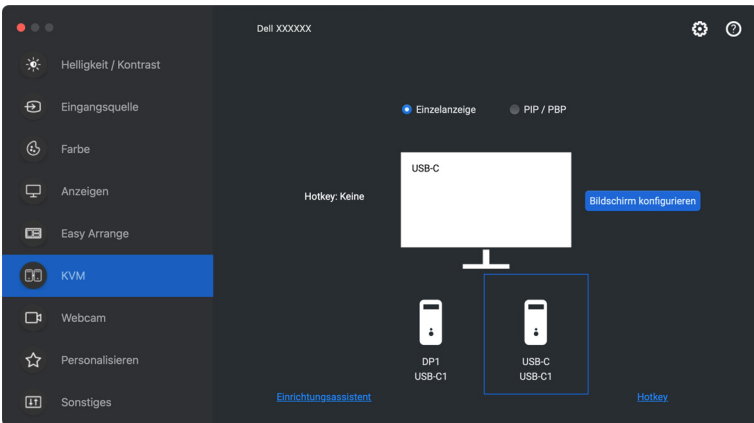 Dell XXXXXX
Helligkeit / Kontrast
Eingangsquelle
Farbe
Anzeigen
Easy Arrange
KVM
Webcam
Personalisieren
Sonstiges
Einzelanzeige
PIP / PBP
USB-C
Hotkey: Keine
Bildschirm konfigurieren
DP1
USB-C1
USB-C
USB-C1
Einrichtungsassistent
Hotkey